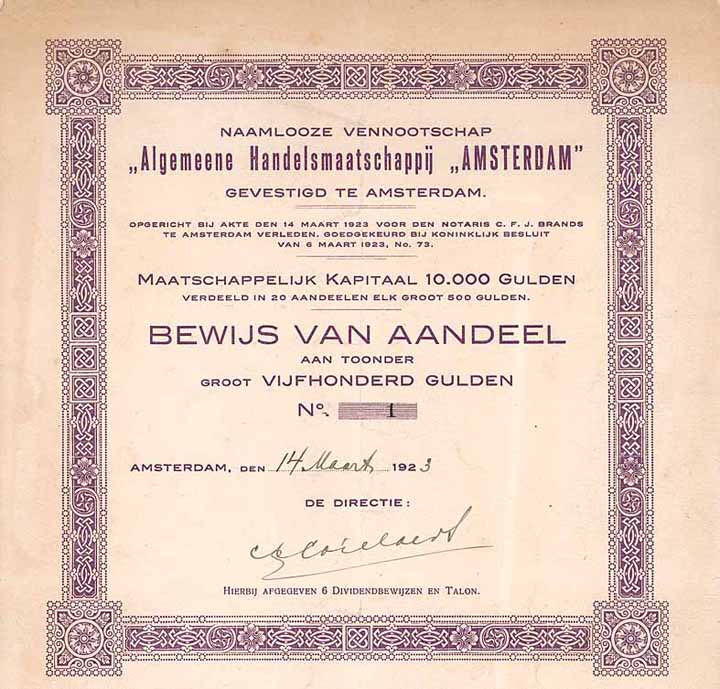 NAAMLOOZE VENNOOTSCHAP
„Algemeene Handelsmaatschappij „AMSTERDAM"
GEVESTIGD TE AMSTERDAM.
OPGERICHT BIJ AKTE DEN 14 MAART 1923 VOOR DEN NOTARIS C. F. J. BRANDS
TE AMSTERDAM VERLEDEN. GOEDGEKEURD BIJ KONINKLIJK BESLUIT
VAN 6 MAART 1923, No. 73.
MAATSCHAPPELIJK KAPITAAL 10.000 GULDEN
VERDEELD IN 20 AANDEELEN ELK GROOT 500 GULDEN.
BEWIJS VAN AANDEEL
AAN TOONDER
GROOT VIJFHONDERD GULDEN
No. 1
AMSTERDAM, DEN 14 Maart 1923
DE DIRECTIE:
HIERBIJ AFGEGEVEN 6 DIVIDENDBEWIJZEN EN TALON.